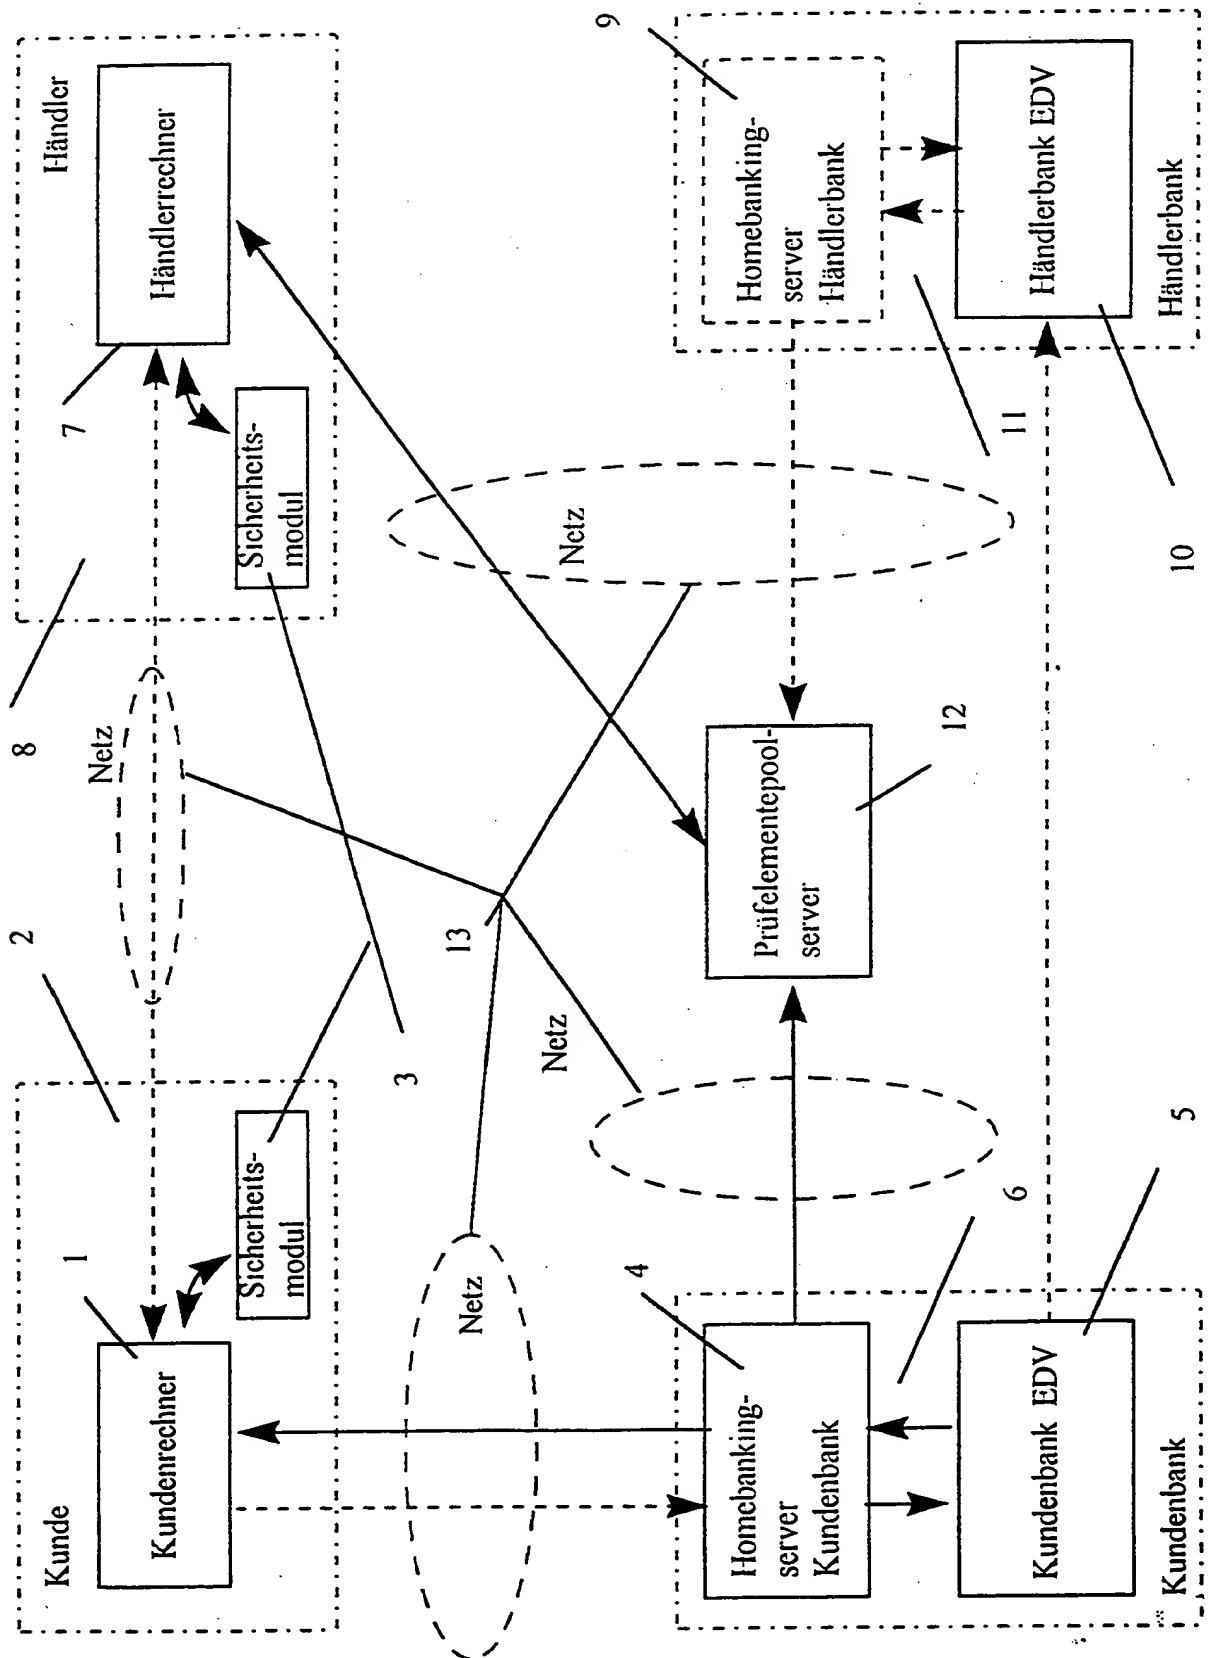 Kunde
Kundenrechner
1
Sicherheits-
modul
2
Netz
8
Sicherheits-
modul
7
Händlerrechner
Händler
Netz
3
13
Netz
Netz
4
Homebanking-
server
Kundenbank
6
Kundenbank EDV
5
Kundenbank
Prüfelementepool-
server
12
9
Homebanking-
server
Händlerbank
11
Händlerbank EDV
10
Händlerbank